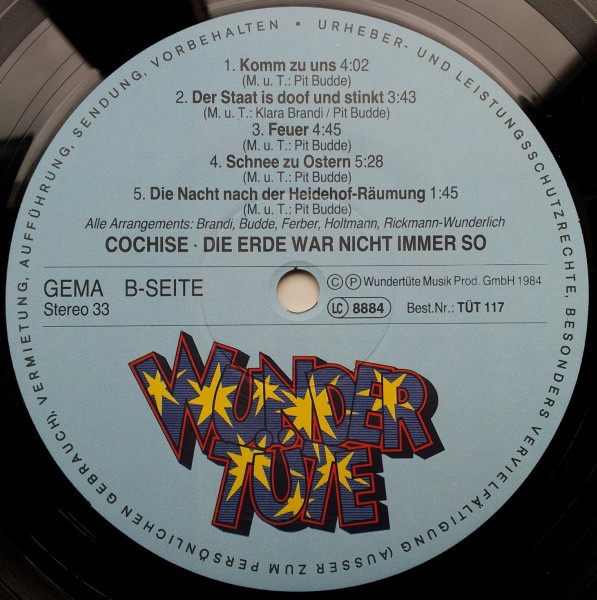 URHEBER- UND LEISTUNGSSCHUTZRECHTE, BESONDERS VERVIELFÄLTIGUNG (AUSSER ZUM PERSÖNLICHEN GEBRAUCH), VERMIETUNG, AUFFÜHRUNG, SENDUNG, VORBEHALTEN ▪
1. Komm zu uns 4:02
(M. u. T.: Pit Budde)
2. Der Staat is doof und stinkt 3:43
(M. u. T.: Klara Brandi / Pit Budde)
3. Feuer 4:45
(M. u. T.: Pit Budde)
4. Schnee zu Ostern 5:28
(M. u. T.: Pit Budde)
5. Die Nacht nach der Heidehof-Räumung 1:45
(M. u. T.: Pit Budde)
Alle Arrangements: Brandi, Budde, Ferber, Holtmann, Rickmann-Wunderlich
COCHISE · DIE ERDE WAR NICHT IMMER SO
GEMA B-SEITE
Stereo 33
Ⓒ Ⓟ Wundertüte Musik Prod. GmbH 1984
LC 8884 Best.Nr.: TÜT 117
WUNDER
TÜTE